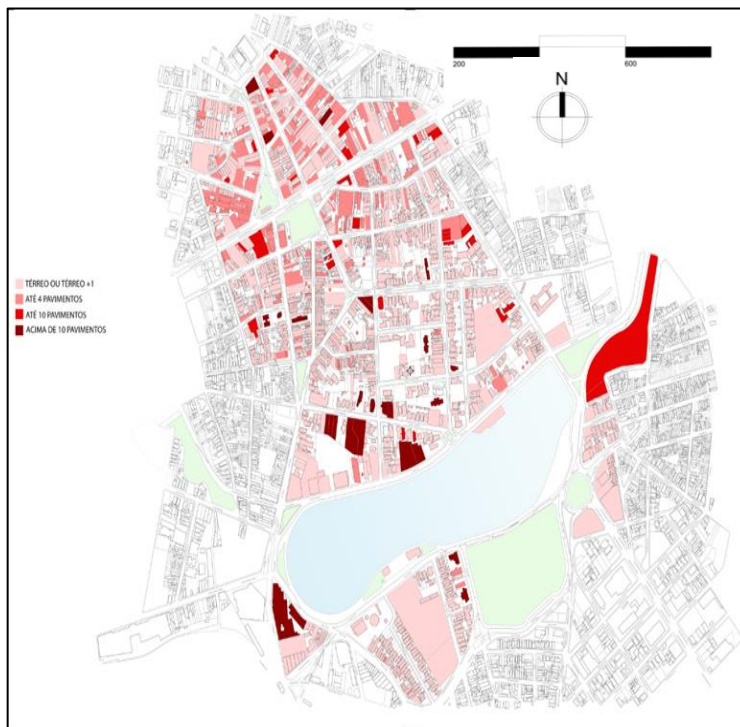 200
600
N
TÉRREO OU TÉRREO +1
ATÉ 4 PAVIMENTOS
ATÉ 10 PAVIMENTOS
ACIMA DE 10 PAVIMENTOS